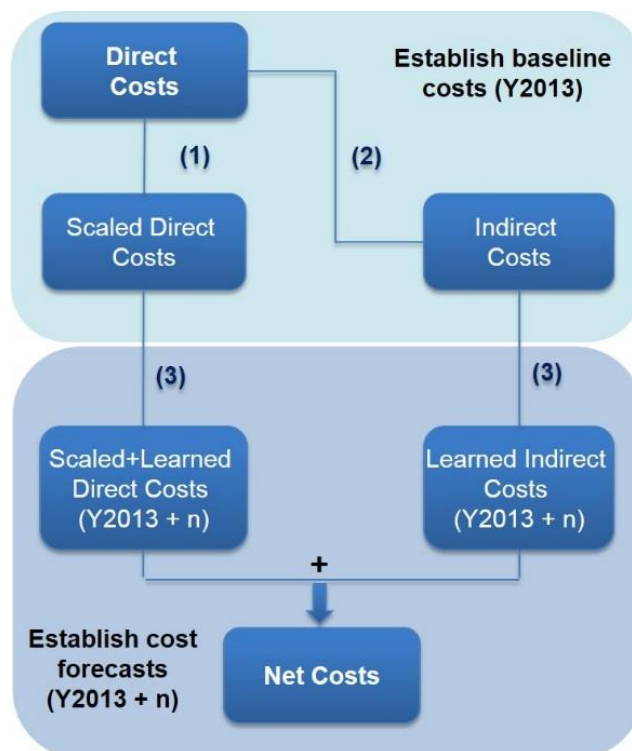 Direct
Costs
Establish baseline
costs (Y2013)
(1)
(2)
Scaled Direct
Costs
Indirect
Costs
(3)
(3)
Scaled+Learned
Direct Costs
(Y2013 + n)
Learned Indirect
Costs
(Y2013 + n)
+
Establish cost
forecasts
(Y2013 + n)
Net Costs